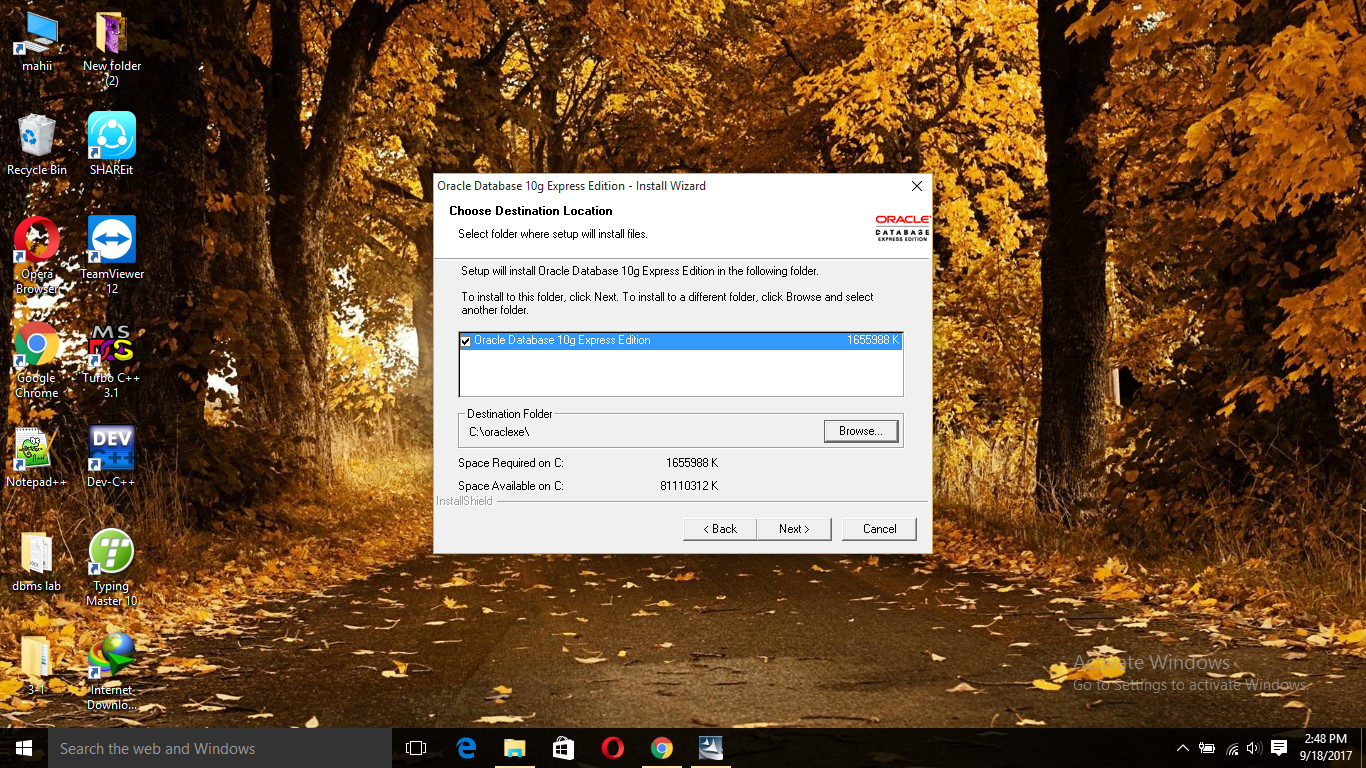 mahii
New folder
(2)
Recycle Bin
SHAREit
Opera
Browser
TeamViewer
12
Google
Chrome
MS
Turbo C++
3.1
Notepad++
DEV
C++
Dev-C++
dbms lab
Typing
Master 10
3-1
Internet
Downlo...
Oracle Database 10g Express Edition - Install Wizard
Choose Destination Location
Select folder where setup will install files.
ORACLE
DATABASE
EXPRESS EDITION
Setup will install Oracle Database 10g Express Edition in the following folder.
To install to this folder, click Next. To install to a different folder, click Browse and select
another folder.
Oracle Database 10g Express Edition 1655988 K
Destination Folder
C:\oraclexe\
Browse...
Space Required on C: 1655988 K
Space Available on C: 81110312 K
InstallShield
< Back Next > Cancel
Activate Windows
Go to Settings to activate Windows.
Search the web and Windows
2:48 PM
9/18/2017